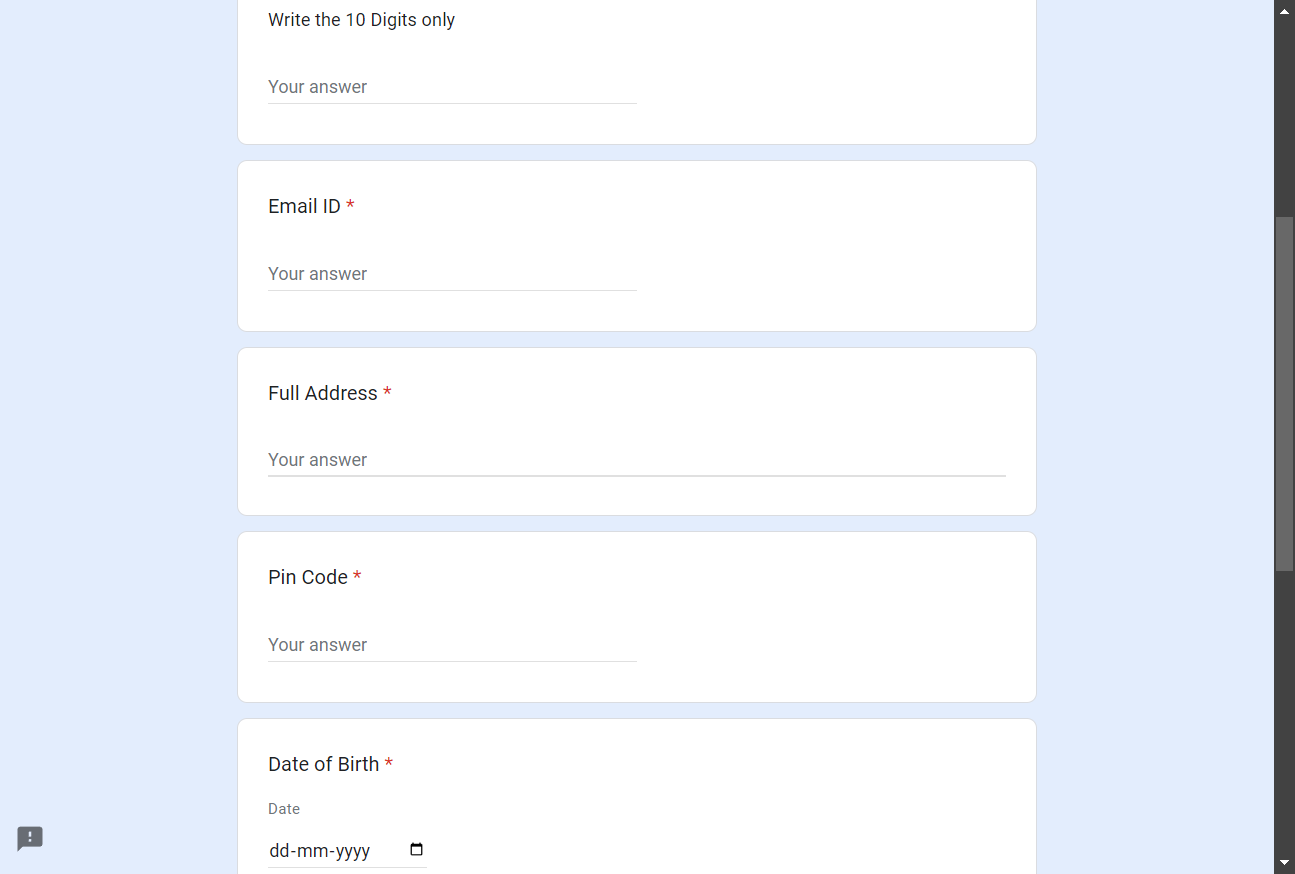 Write the 10 Digits only
Your answer
Email ID *
Your answer
Full Address *
Your answer
Pin Code *
Your answer
Date of Birth *
Date
dd-mm-yyyy